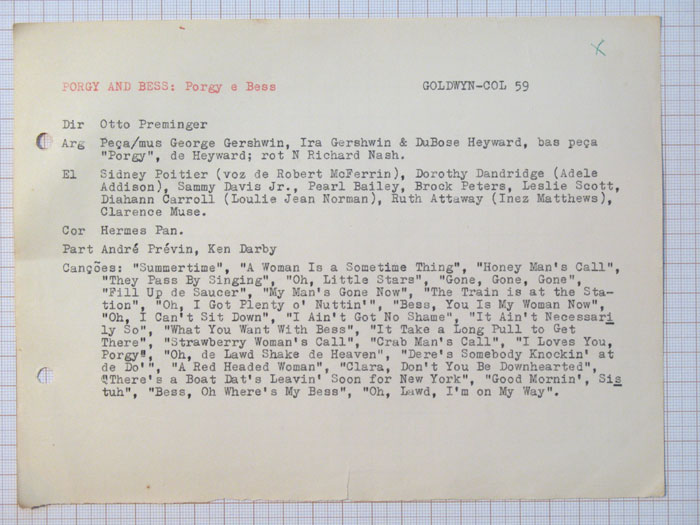 PORGY AND BESS: Porgy e Bess GOLDWYN-COL 59
Dir Otto Preminger
Arg Peça/mus George Gershwin, Ira Gershwin & DuBose Heyward, bas peça
"Porgy", de Heyward; rot N Richard Nash.
El Sidney Poitier (voz de Robert McFerrin), Dorothy Dandridge (Adele
Addison), Sammy Davis Jr., Pearl Bailey, Brock Peters, Leslie Scott,
Diahann Carroll (Loulie Jean Norman), Ruth Attaway (Inez Matthews),
Clarence Muse.
Cor Hermes Pan.
Part André Prévin, Ken Darby
Canções: "Summertime", "A Woman Is a Sometime Thing", "Honey Man's Call",
"They Pass By Singing", "Oh, Little Stars", "Gone, Gone, Gone",
"Fill Up de Saucer", "My Man's Gone Now", "The Train is at the Sta-
tion", "Oh, I Got Plenty o' Nuttin'", "Bess, You Is My Woman Now",
"Oh, I Can't Sit Down", "I Ain't Got No Shame", "It Ain't Necessari
ly So", "What You Want With Bess", "It Take a Long Pull to Get
There", "Strawberry Woman's Call", "Crab Man's Call", "I Loves You,
Porgy", "Oh, de Lawd Shake de Heaven", "Dere's Somebody Knockin' at
de Do'", "A Red Headed Woman", "Clara, Don't You Be Downhearted",
"There's a Boat Dat's Leavin' Soon for New York", "Good Mornin', Sis
tuh", "Bess, Oh Where's My Bess", "Oh, Lawd, I'm on My Way".